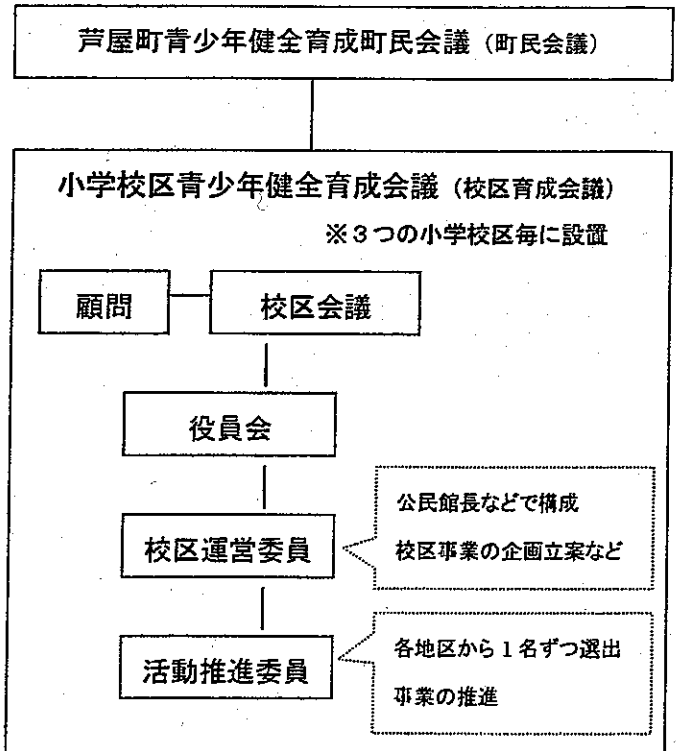 芦屋町青少年健全育成町民会議（町民会議）
小学校区青少年健全育成会議（校区育成会議）
※３つの小学校区毎に設置
顧問
校区会議
役員会
校区運営委員
公民館長などで構成
校区事業の企画立案など
活動推進委員
各地区から１名ずつ選出
事業の推進